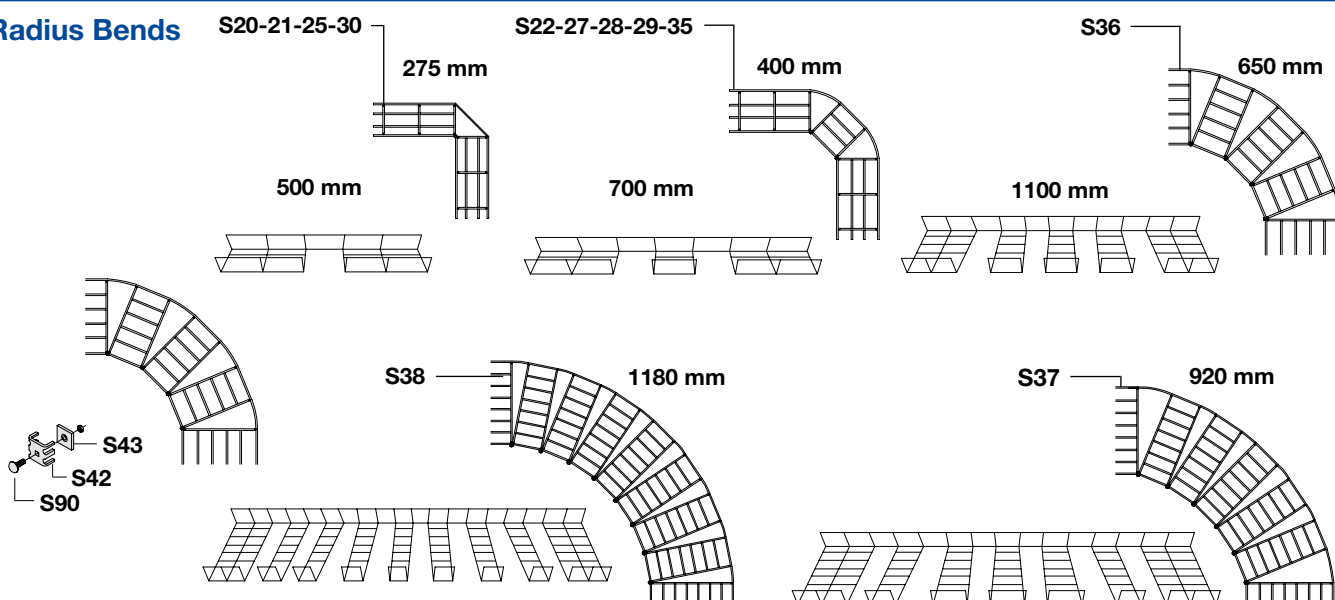 Radius Bends
S20-21-25-30
275 mm
500 mm
S22-27-28-29-35
400 mm
700 mm
S36
650 mm
1100 mm
S43
S42
S90
S38
1180 mm
S37
920 mm